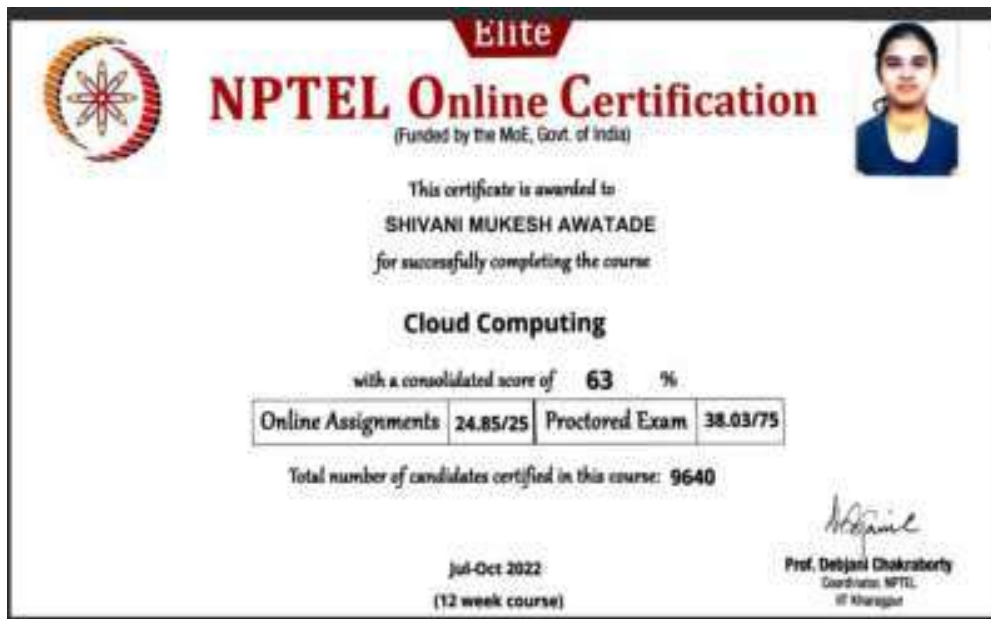 Elite
NPTEL Online Certification
(Funded by the MoE, Govt. of India)
This certificate is awarded to
SHIVANI MUKESH AWATADE
for successfully completing the course
Cloud Computing
with a consolidated score of 63 %
Online Assignments 24.85/25 Proctored Exam 38.03/75
Total number of candidates certified in this course: 9640
Jul-Oct 2022
(12 week course)
Prof. Debjani Chakraborty
Coordinator, NPTEL
IIT Kharagpur